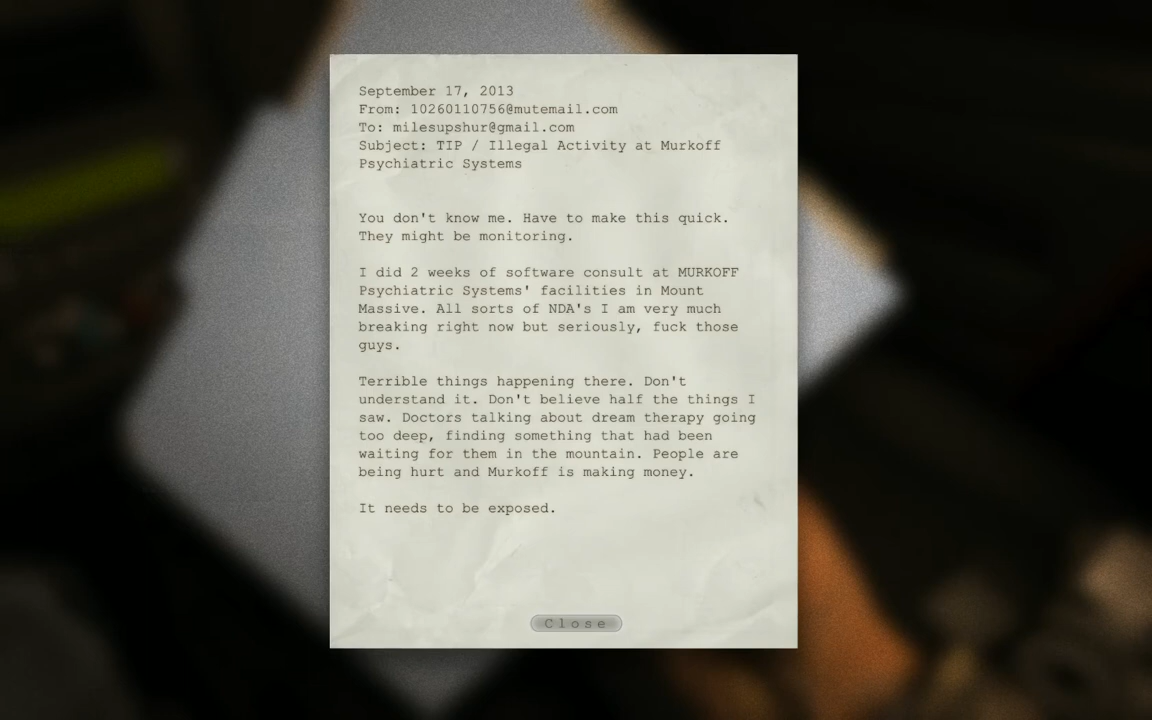 September 17, 2013
From: 10260110756@mutemail.com
To: milesupshur@gmail.com
Subject: TIP / Illegal Activity at Murkoff
Psychiatric Systems
You don't know me. Have to make this quick.
They might be monitoring.
I did 2 weeks of software consult at MURKOFF
Psychiatric Systems' facilities in Mount
Massive. All sorts of NDA's I am very much
breaking right now but seriously, fuck those
guys.
Terrible things happening there. Don't
understand it. Don't believe half the things I
saw. Doctors talking about dream therapy going
too deep, finding something that had been
waiting for them in the mountain. People are
being hurt and Murkoff is making money.
It needs to be exposed.
Close